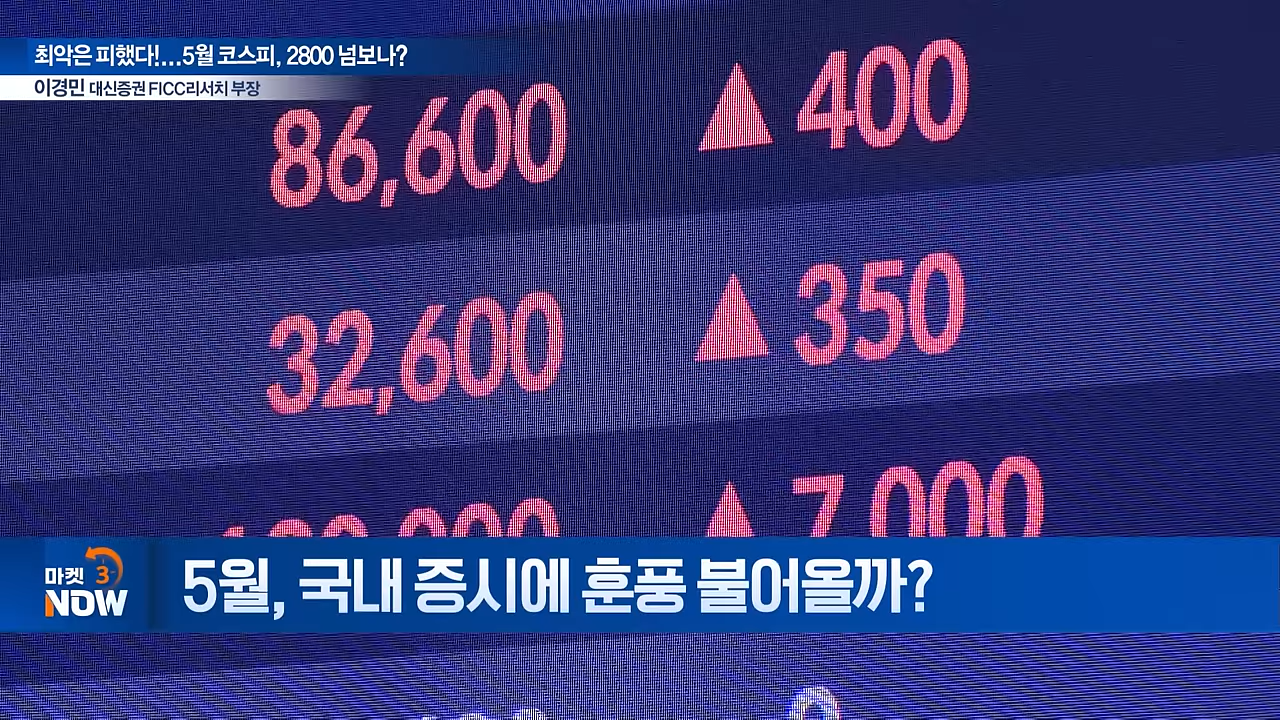 최악은 피했다!...5월 코스피, 2800 넘보나?
이경민 대신증권 FICC리서치 부장
86,600 ▲400
32,600 ▲350
▲7,000
마켓 3
NOW
5월, 국내 증시에 훈풍 불어올까?